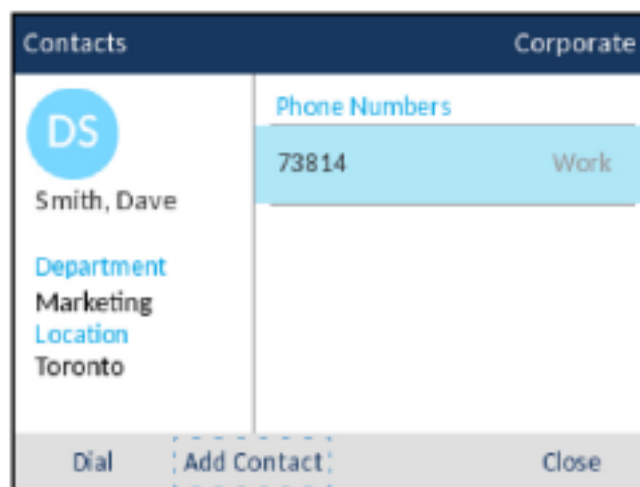 Contacts Corporate
DS
Smith, Dave
Department
Marketing
Location
Toronto
Phone Numbers
73814 Work
Dial Add Contact Close